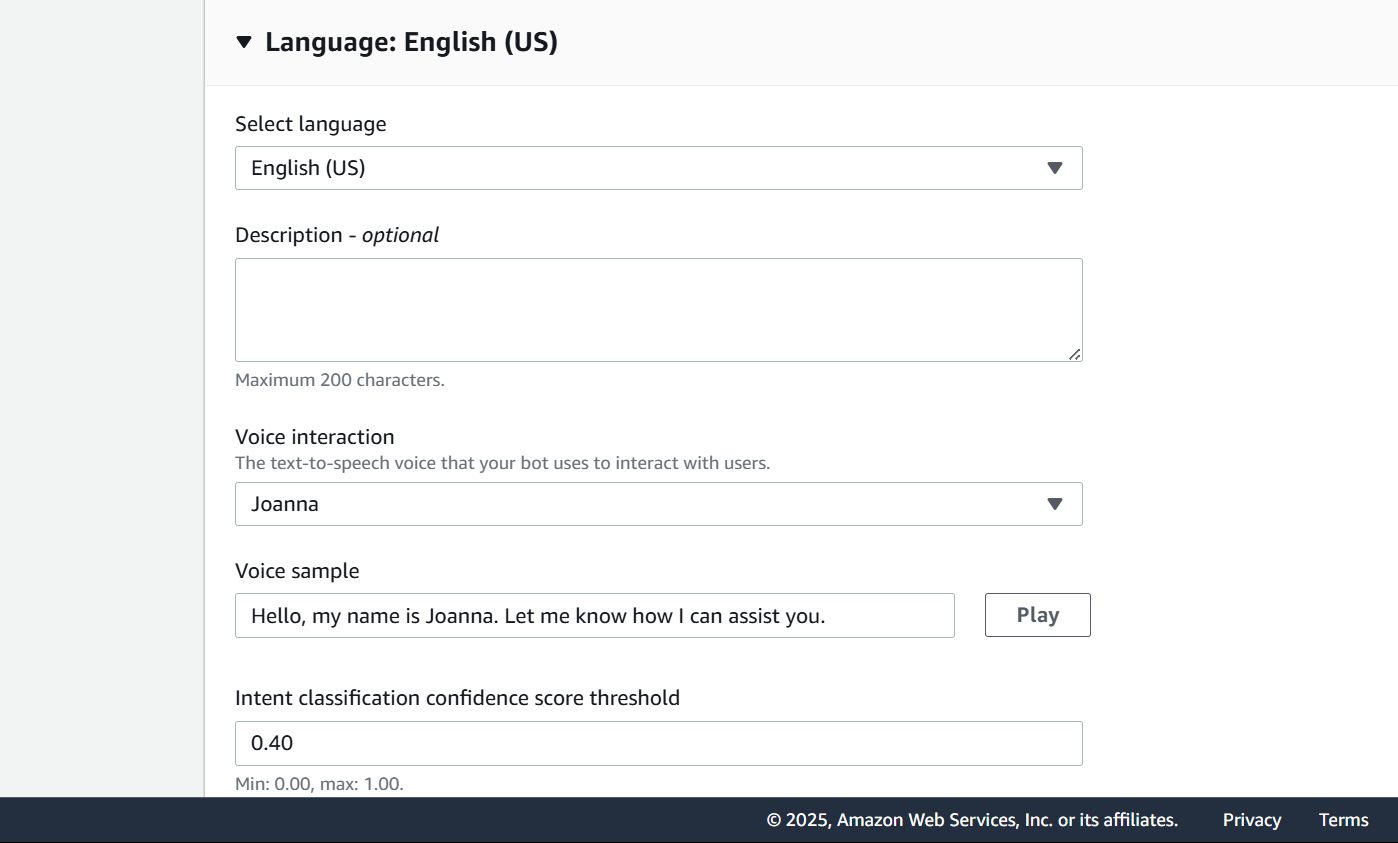 Language: English (US)
Select language
English (US)
Description - optional
Maximum 200 characters.
Voice interaction
The text-to-speech voice that your bot uses to interact with users.
Joanna
Voice sample
Hello, my name is Joanna. Let me know how I can assist you.
Play
Intent classification confidence score threshold
0.40
Min: 0.00, max: 1.00.
© 2025, Amazon Web Services, Inc. or its affiliates. Privacy Terms